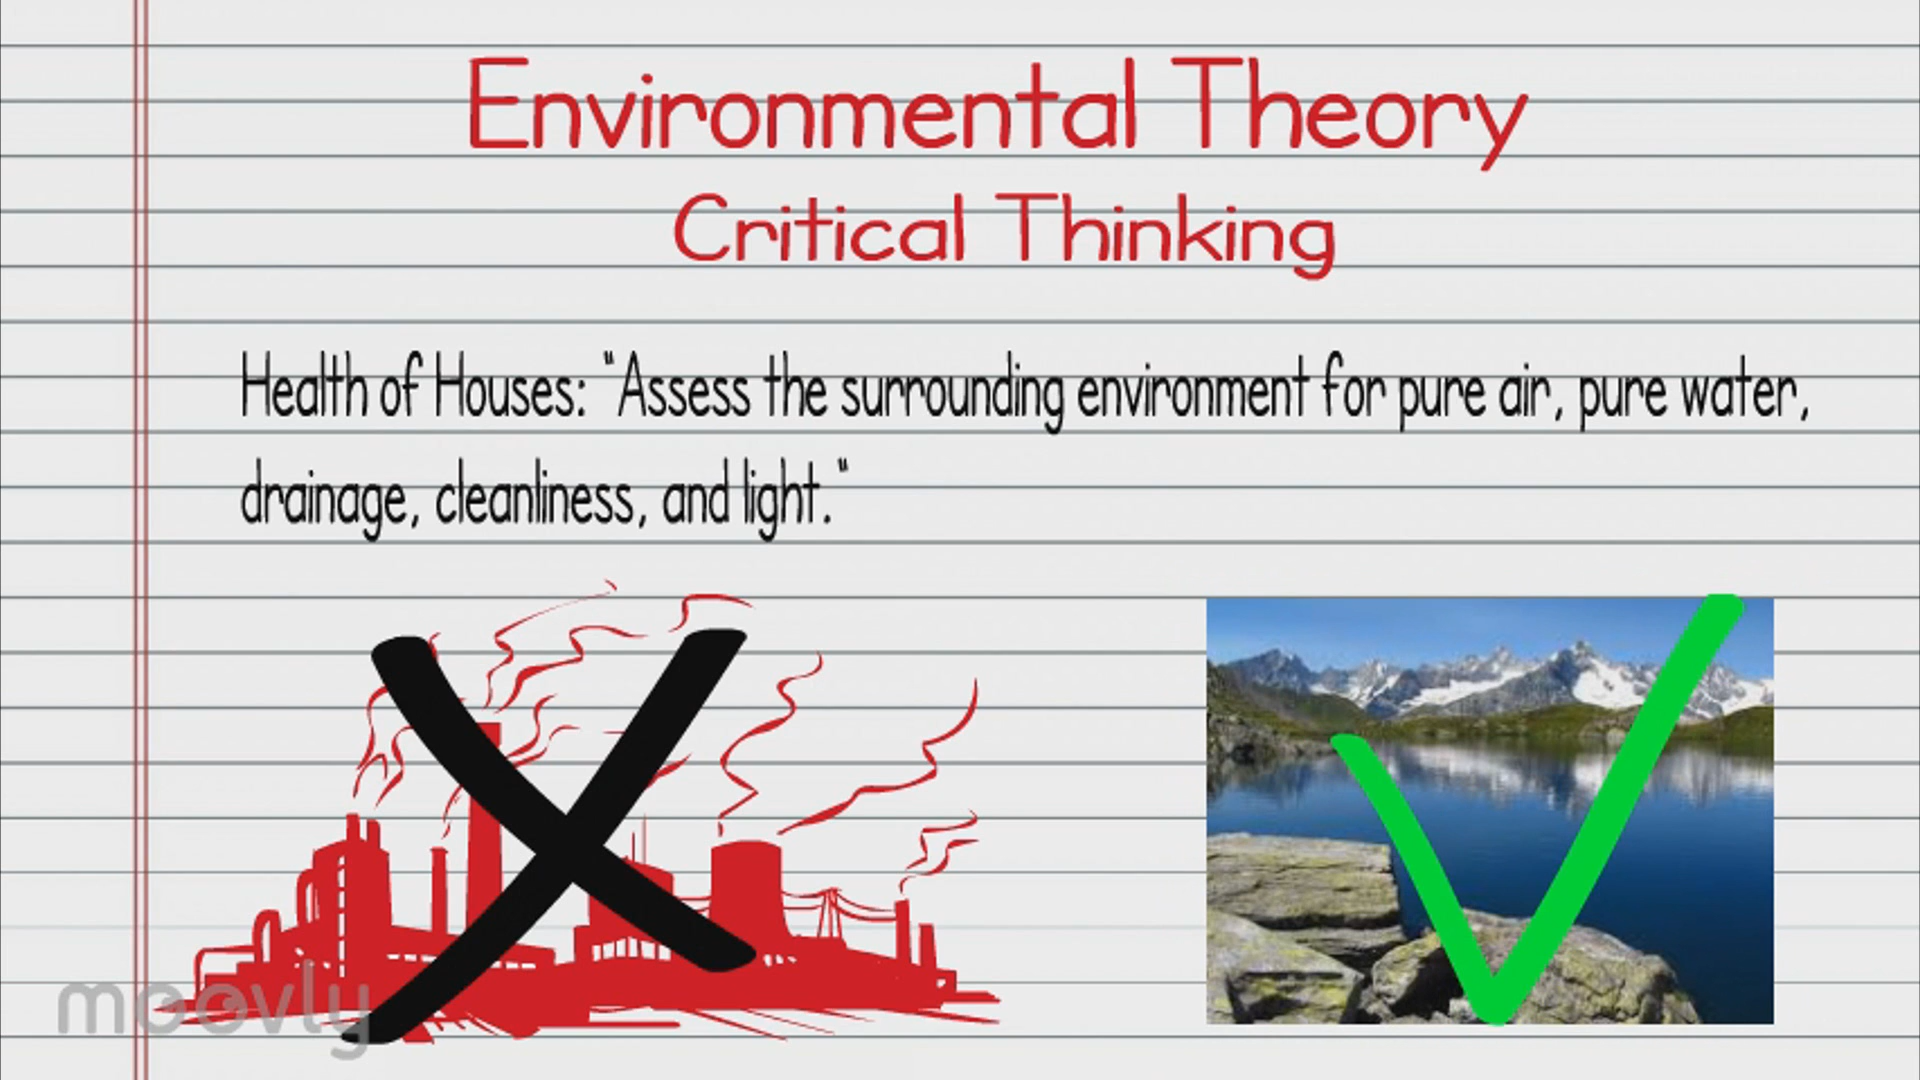 Environmental Theory
Critical Thinking
Health of Houses: "Assess the surrounding environment for pure air, pure water,
drainage, cleanliness, and light."
moovly